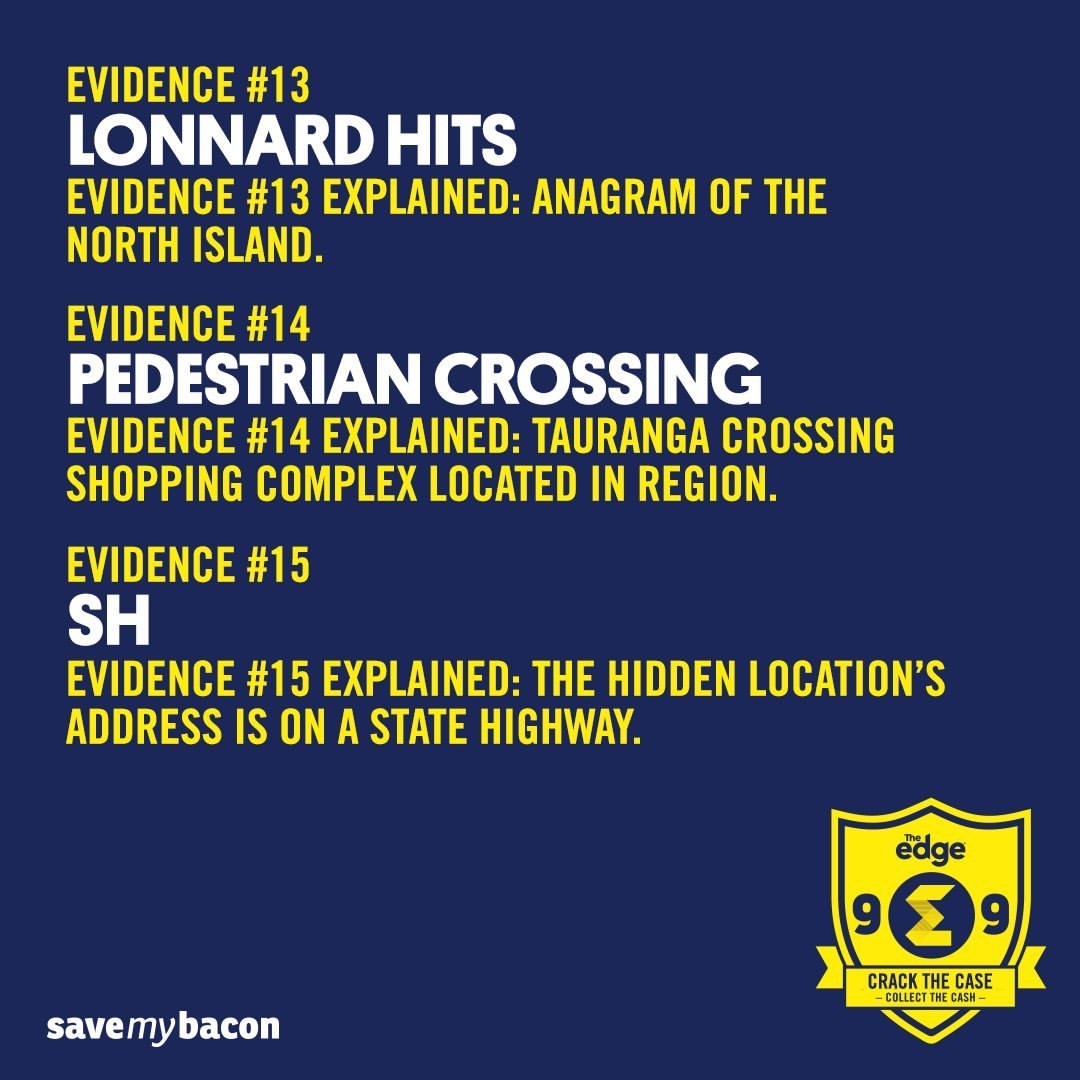 EVIDENCE #13
LONNARD HITS
EVIDENCE #13 EXPLAINED: ANAGRAM OF THE
NORTH ISLAND.
EVIDENCE #14
PEDESTRIAN CROSSING
EVIDENCE #14 EXPLAINED: TAURANGA CROSSING
SHOPPING COMPLEX LOCATED IN REGION.
EVIDENCE #15
SH
EVIDENCE #15 EXPLAINED: THE HIDDEN LOCATION'S
ADDRESS IS ON A STATE HIGHWAY.
The
edge
9 9
CRACK THE CASE
– COLLECT THE CASH –
savemybacon